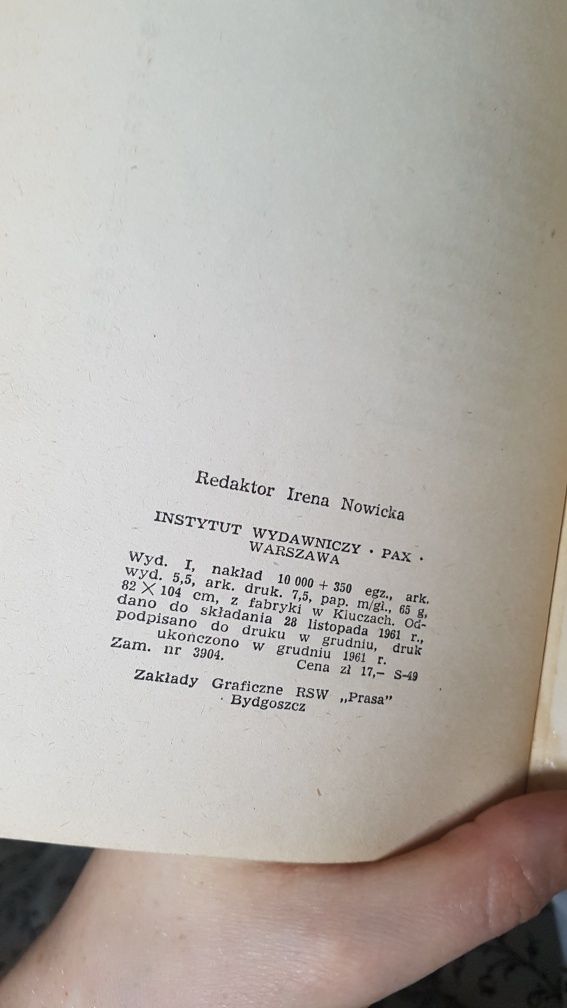 Redaktor Irena Nowicka
INSTYTUT WYDAWNICZY · PAX ·
WARSZAWA
Wyd. I, nakład 10 000 + 350 egz., ark.
wyd. 5,5, ark. druk. 7,5, pap. m/gł., 65 g,
82 × 104 cm, z fabryki w Kluczach. Od-
dano do składania 28 listopada 1961 r.,
podpisano do druku w grudniu, druk
ukończono w grudniu 1961 r.
Zam. nr 3904. Cena zł 17,– S-49
Zakłady Graficzne RSW „Prasa”
Bydgoszcz